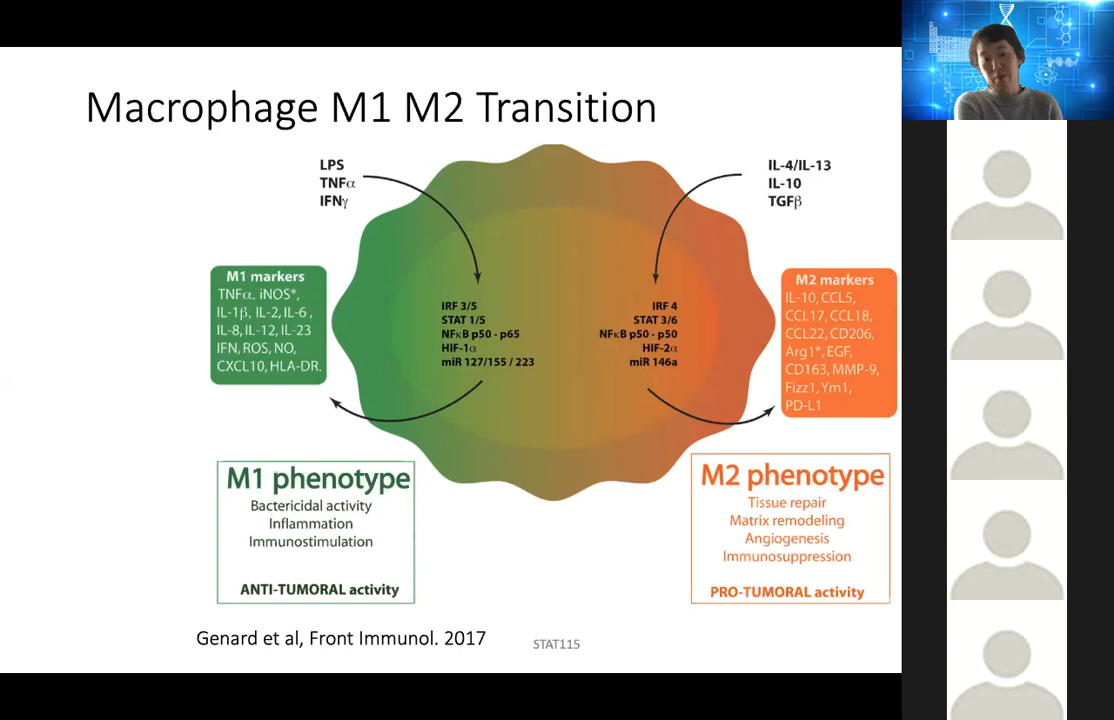 Macrophage M1 M2 Transition
LPS
TNFα
IFNγ
IL-4/IL-13
IL-10
TGFβ
M1 markers
TNFα, iNOS*,
IL-1β, IL-2, IL-6 ,
IL-8, IL-12, IL-23
IFN, ROS, NO,
CXCL10, HLA-DR.
IRF 3/5
STAT 1/5
NFκB p50 - p65
HIF-1α
miR 127/155 / 223
IRF 4
STAT 3/6
NFκB p50 - p50
HIF-2α
miR 146a
M2 markers
IL-10, CCL5,
CCL17, CCL18,
CCL22, CD206,
Arg1*, EGF,
CD163, MMP-9,
Fizz1, Ym1,
PD-L1
M1 phenotype
Bactericidal activity
Inflammation
Immunostimulation
ANTI-TUMORAL activity
M2 phenotype
Tissue repair
Matrix remodeling
Angiogenesis
Immunosuppression
PRO-TUMORAL activity
Genard et al, Front Immunol. 2017
STAT115